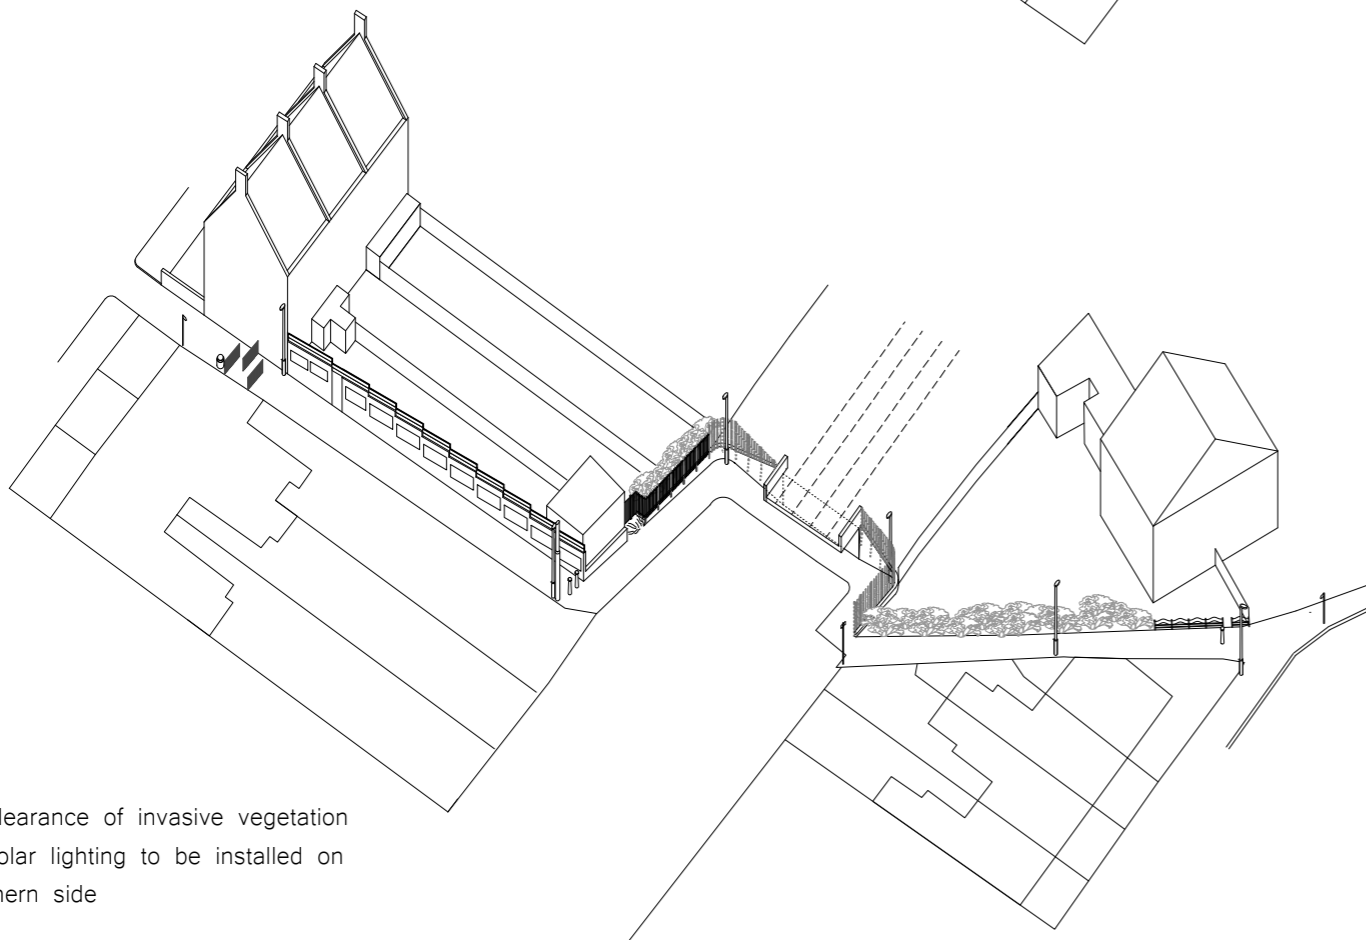 learance of invasive vegetation
olar lighting to be installed on
hern side